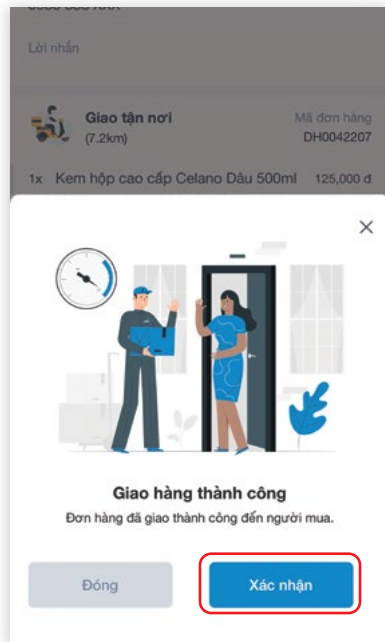 Lời nhắn
Giao tận nơi
Mã đơn hàng
(7.2km)
DH0042207
1x Kem hộp cao cấp Celano Dâu 500ml 125,000 đ
Giao hàng thành công
Đơn hàng đã giao thành công đến người mua.
Đóng
Xác nhận